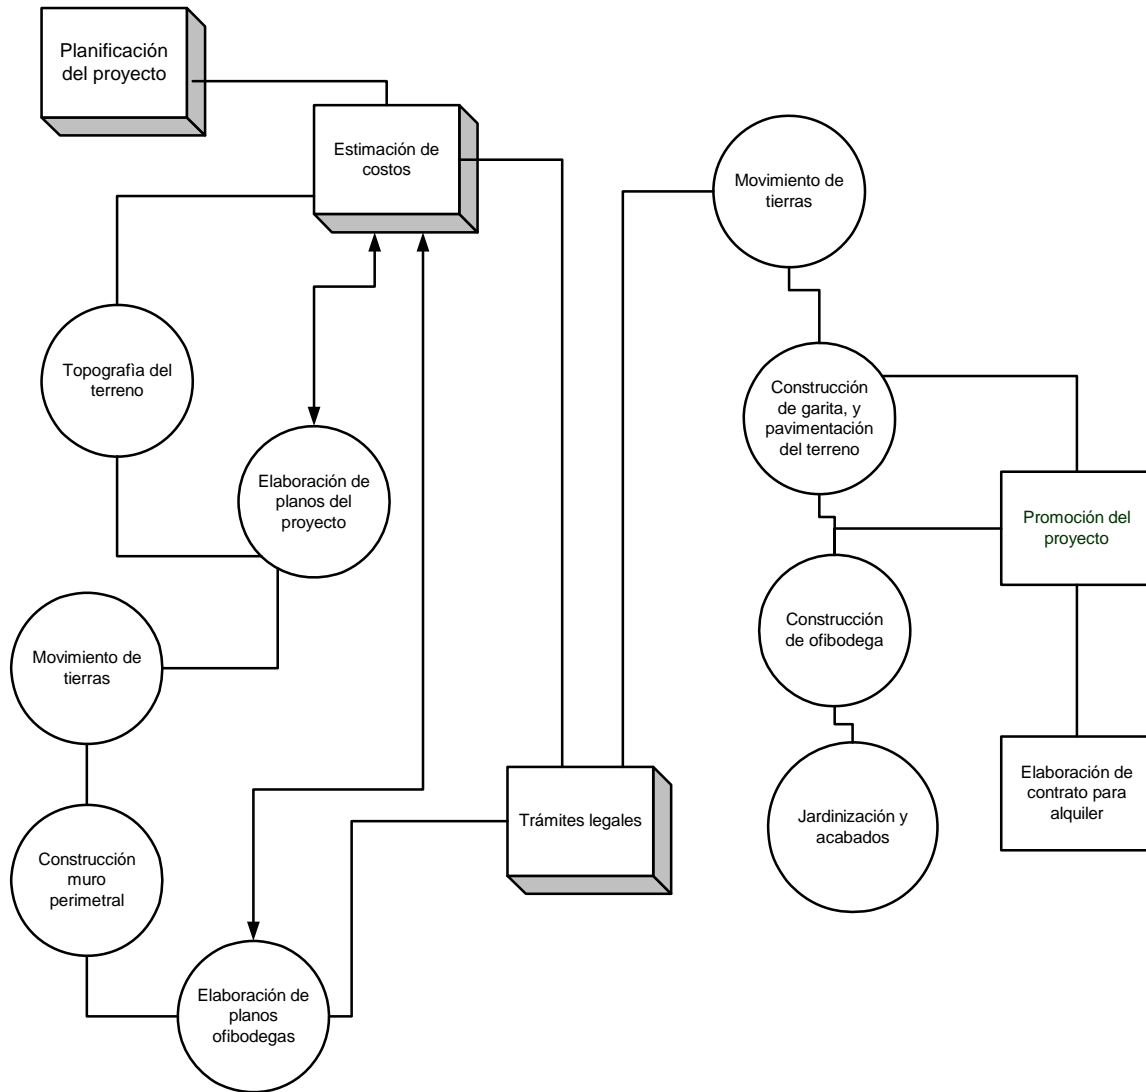 Planificación
del proyecto
Estimación de
costos
Topografìa del
terreno
Elaboración de
planos del
proyecto
Movimiento de
tierras
Construcción
muro
perimetral
Elaboración de
planos
ofibodegas
Trámites legales
Movimiento de
tierras
Construcción
de garita, y
pavimentación
del terreno
Promoción del
proyecto
Construcción
de ofibodega
Jardinización y
acabados
Elaboración de
contrato para
alquiler